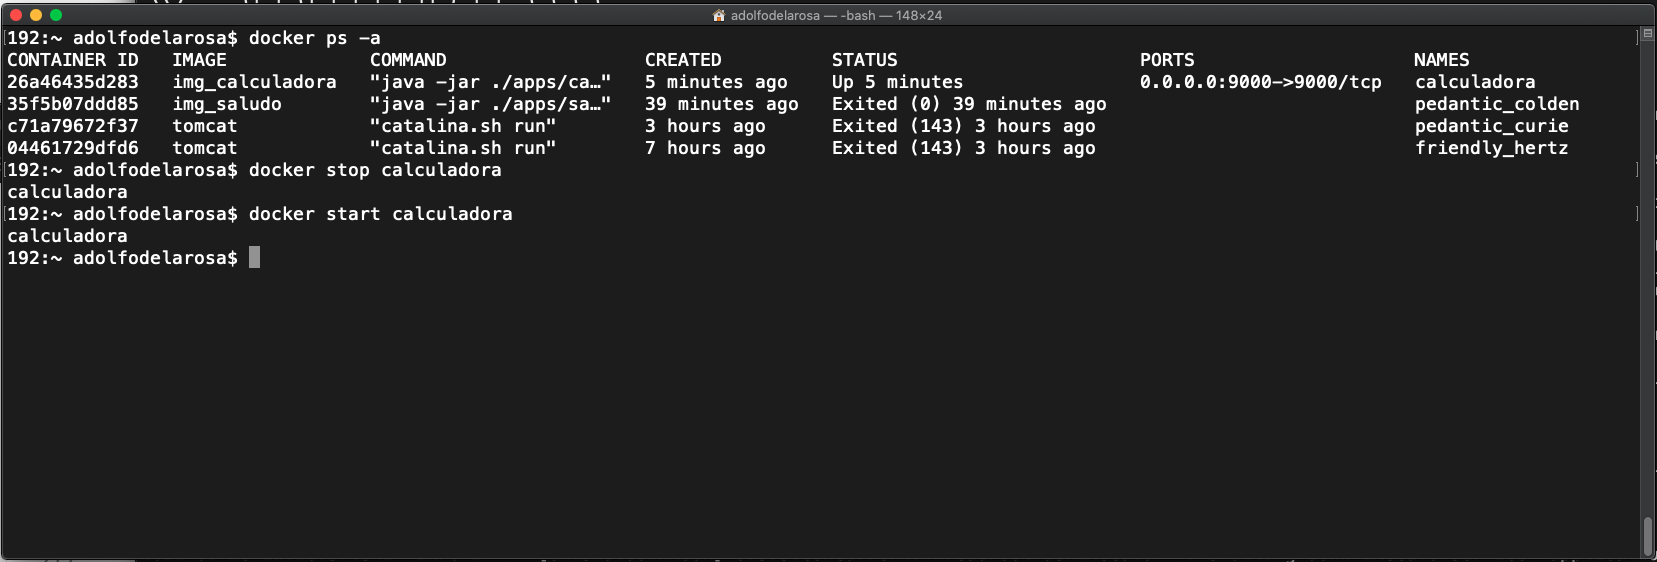 adolfodelarosa — -bash — 148×24
[192:~ adolfodelarosa$ docker ps -a ]
CONTAINER ID IMAGE COMMAND CREATED STATUS PORTS NAMES
26a46435d283 img_calculadora "java -jar ./apps/ca…" 5 minutes ago Up 5 minutes 0.0.0.0:9000->9000/tcp calculadora
35f5b07ddd85 img_saludo "java -jar ./apps/sa…" 39 minutes ago Exited (0) 39 minutes ago pedantic_colden
c71a79672f37 tomcat "catalina.sh run" 3 hours ago Exited (143) 3 hours ago pedantic_curie
04461729dfd6 tomcat "catalina.sh run" 7 hours ago Exited (143) 3 hours ago friendly_hertz
[192:~ adolfodelarosa$ docker stop calculadora ]
calculadora
[192:~ adolfodelarosa$ docker start calculadora ]
calculadora
192:~ adolfodelarosa$